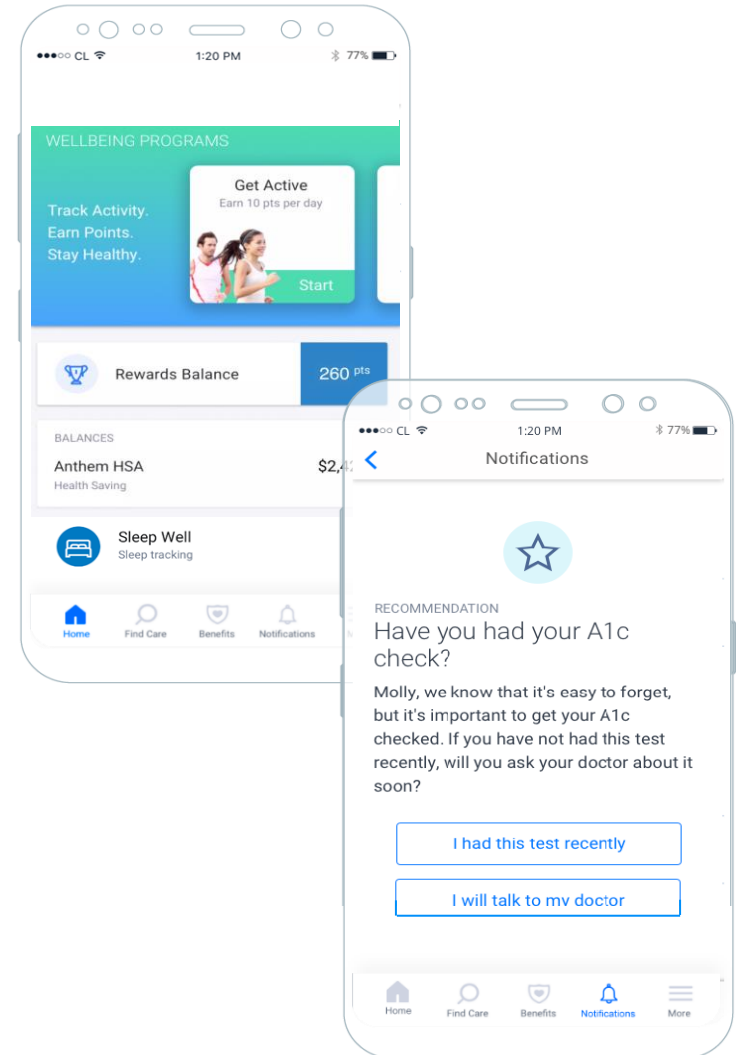 CL
1:20 PM
77%
WELLBEING PROGRAMS
Track Activity.
Earn Points.
Stay Healthy.
Get Active
Earn 10 pts per day
Start
Rewards Balance
260 pts
BALANCES
Anthem HSA
Health Saving
Sleep Well
Sleep tracking
Home
Find Care
Benefits
Notifications
CL
1:20 PM
77%
Notifications
RECOMMENDATION
Have you had your A1c
check?
Molly, we know that it's easy to forget,
but it's important to get your A1c
checked. If you have not had this test
recently, will you ask your doctor about it
soon?
I had this test recently
I will talk to my doctor
Home
Find Care
Benefits
Notifications
More